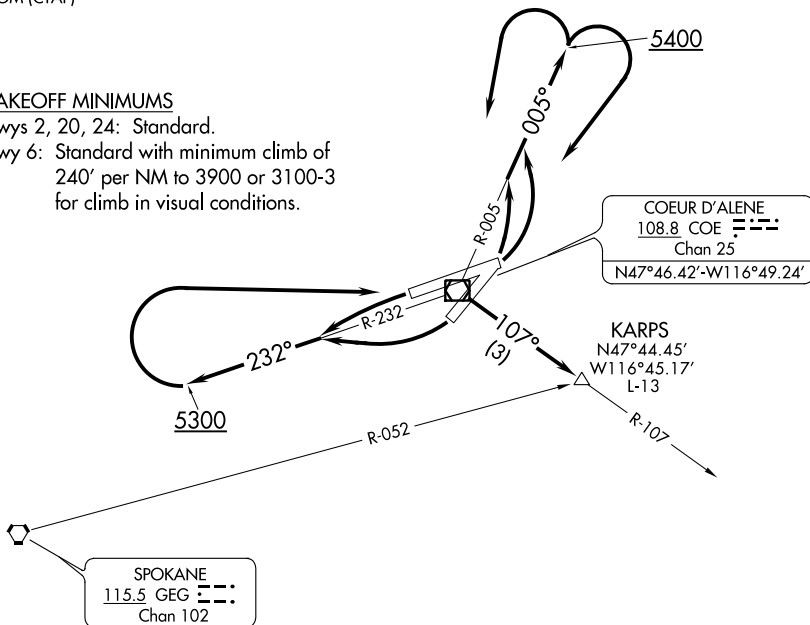 AKEOFF MINIMUMS
wys 2, 20, 24: Standard.
wy 6: Standard with minimum climb of
240' per NM to 3900 or 3100-3
for climb in visual conditions.
5400
005°
R-005
COEUR D'ALENE
108.8 COE
Chan 25
N47°46.42'-W116°49.24'
R-232
232°
5300
107°
(3)
KARPS
N47°44.45'
W116°45.17'
L-13
R-107
R-052
SPOKANE
115.5 GEG
Chan 102